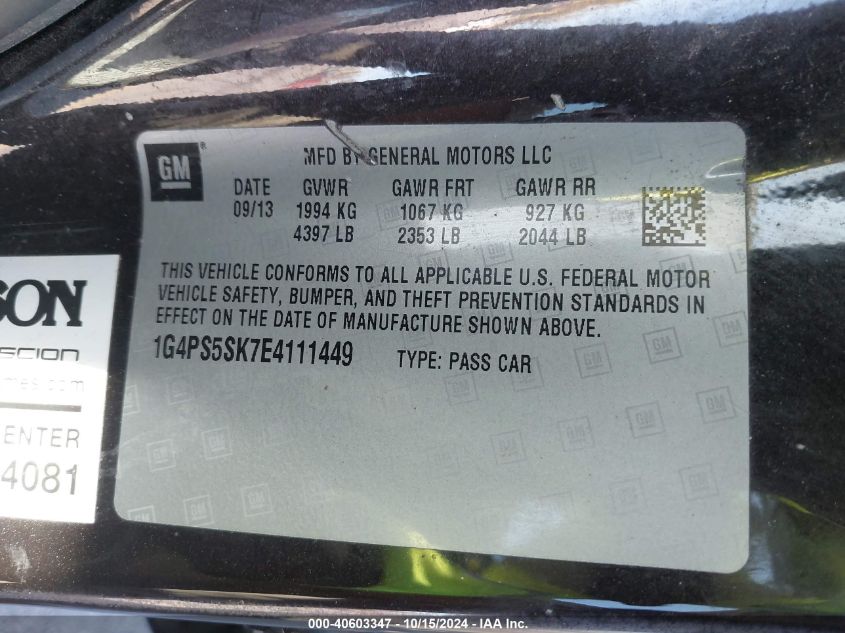 GM
MFD BY GENERAL MOTORS LLC
DATE GVWR GAWR FRT GAWR RR
09/13 1994 KG 1067 KG 927 KG
4397 LB 2353 LB 2044 LB
THIS VEHICLE CONFORMS TO ALL APPLICABLE U.S. FEDERAL MOTOR
VEHICLE SAFETY, BUMPER, AND THEFT PREVENTION STANDARDS IN
EFFECT ON THE DATE OF MANUFACTURE SHOWN ABOVE.
1G4PS5SK7E4111449 TYPE: PASS CAR
SON
SCION
mes.com
ENTER
4081
000-40603347 - 10/15/2024 - IAA Inc.